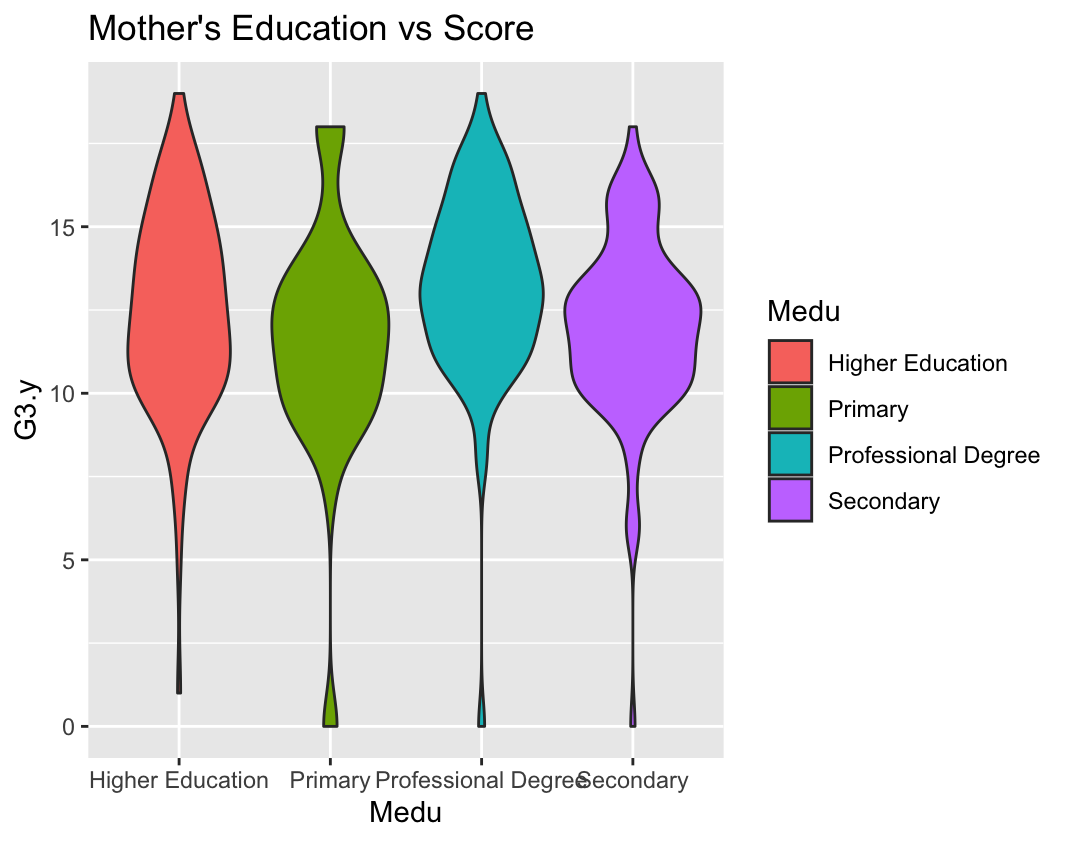 Mother's Education vs Score
G3.y
15
10
5
0
Higher Education
Primary
Professional Degree
Secondary
Medu
Medu
Higher Education
Primary
Professional Degree
Secondary